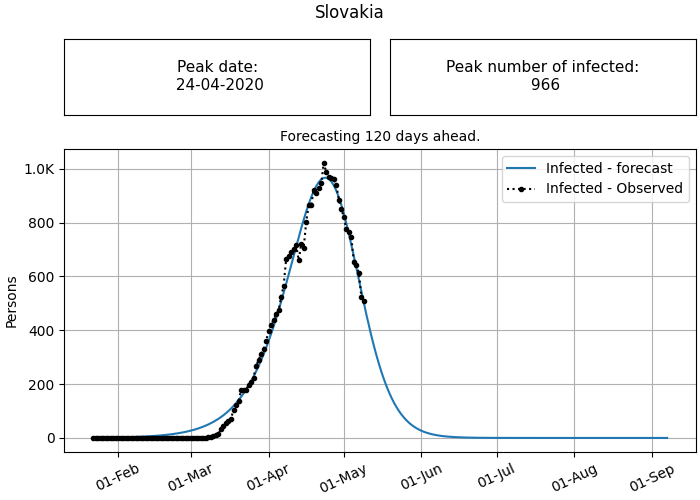 Slovakia
Peak date:
24-04-2020
Peak number of infected:
966
Forecasting 120 days ahead.
Infected - forecast
Infected - Observed
Persons
1.0K
800
600
400
200
0
01-Feb
01-Mar
01-Apr
01-May
01-Jun
01-Jul
01-Aug
01-Sep